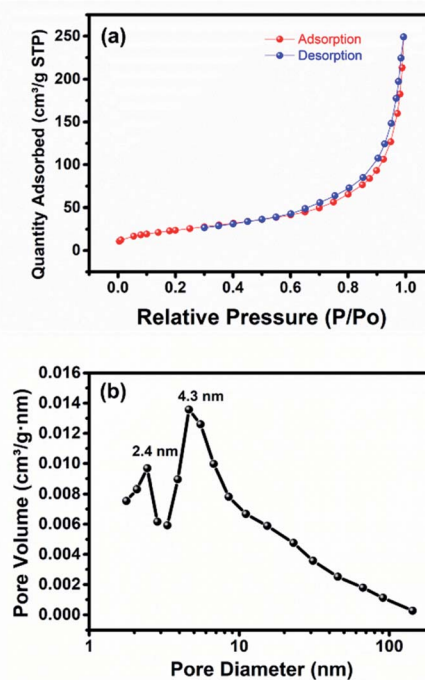 (a)
Adsorption
Desorption
Quantity Adsorbed (cm³/g STP)
250
200
150
100
50
0
0.0 0.2 0.4 0.6 0.8 1.0
Relative Pressure (P/Po)
(b)
4.3 nm
2.4 nm
Pore Volume (cm³/g·nm)
0.016
0.014
0.012
0.010
0.008
0.006
0.004
0.002
0.000
1 10 100
Pore Diameter (nm)